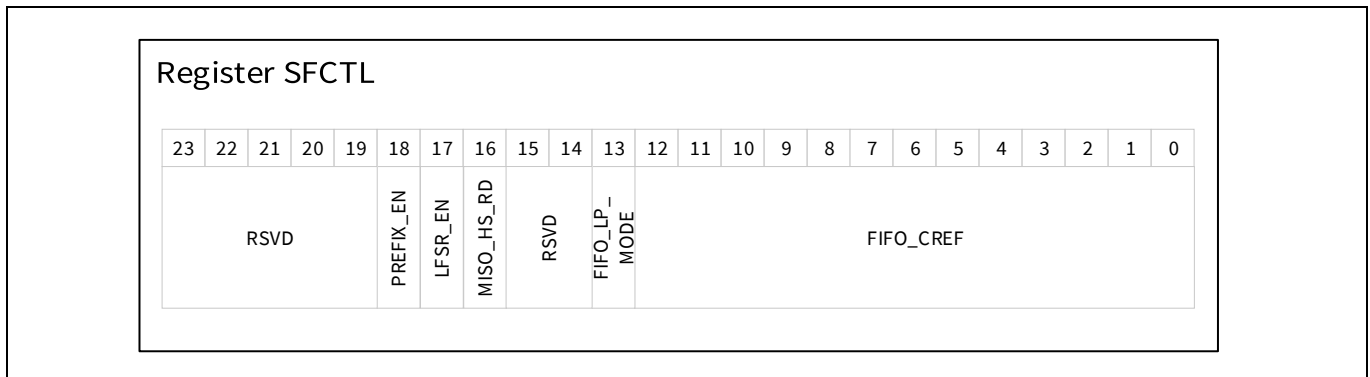 Register SFCTL
23 22 21 20 19 18 17 16 15 14 13 12 11 10 9 8 7 6 5 4 3 2 1 0
RSVD
PREFIX_EN
LFSR_EN
MISO_HS_RD
RSVD
FIFO_LP_
MODE
FIFO_CREF